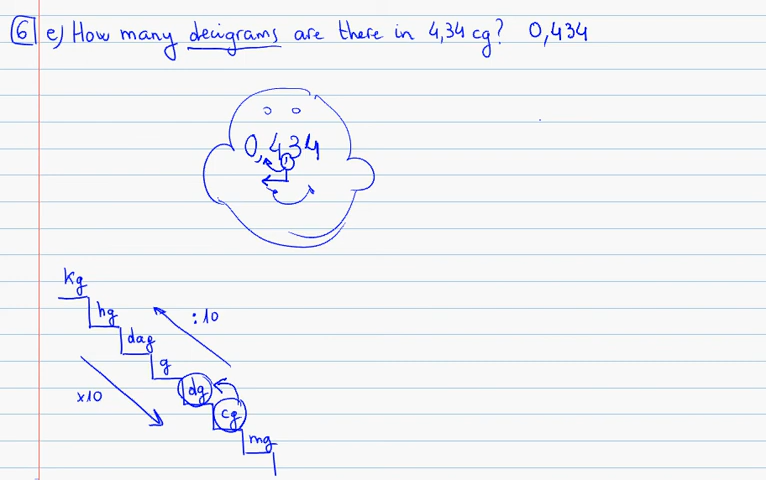 6 e) How many decigrams are there in 4,34 cg? 0,434
0,434
kg
hg
:10
dag
g
x10
dg
cg
mg